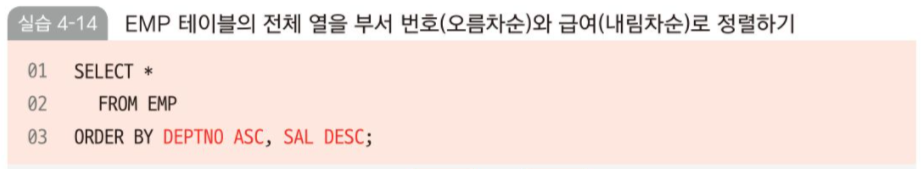 실습 4-14 EMP 테이블의 전체 열을 부서 번호(오름차순)와 급여(내림차순)로 정렬하기
01 SELECT *
02 FROM EMP
03 ORDER BY DEPTNO ASC, SAL DESC;